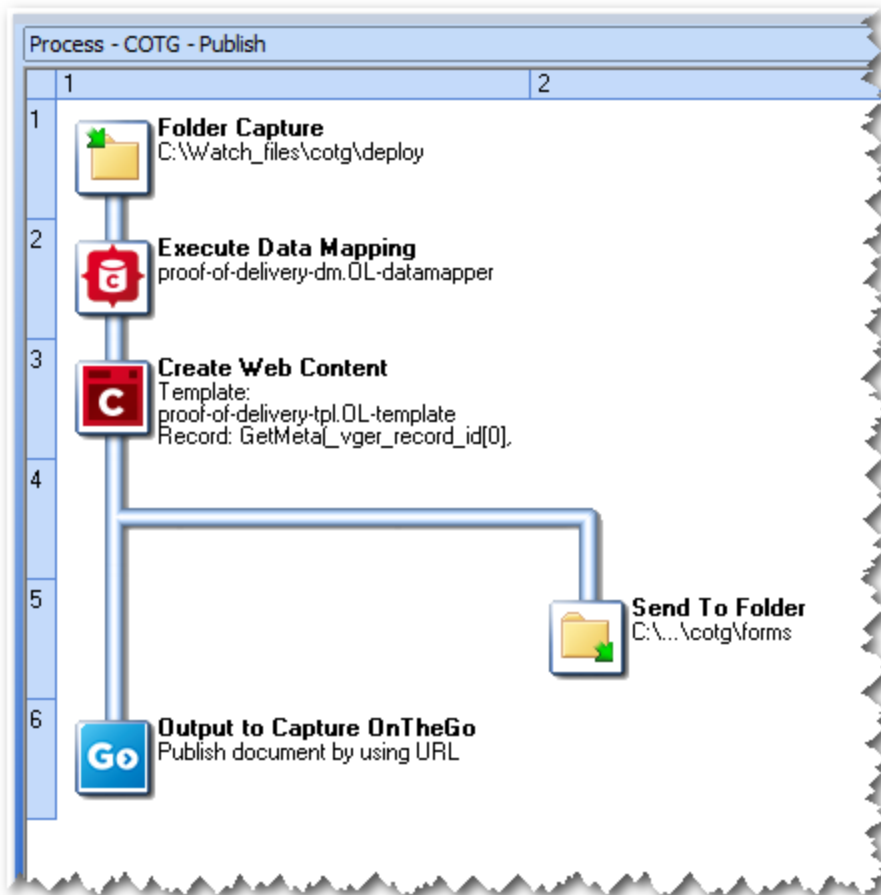 Process - COTG - Publish
1
2
1
Folder Capture
C:\Watch_files\cotg\deploy
2
Execute Data Mapping
proof-of-delivery-dm.OL-datamapper
3
Create Web Content
Template:
proof-of-delivery-tpl.OL-template
Record: GetMeta(_vger_record_id[0],
C
4
5
Send To Folder
C:\...\cotg\forms
6
Output to Capture OnTheGo
Publish document by using URL
Go